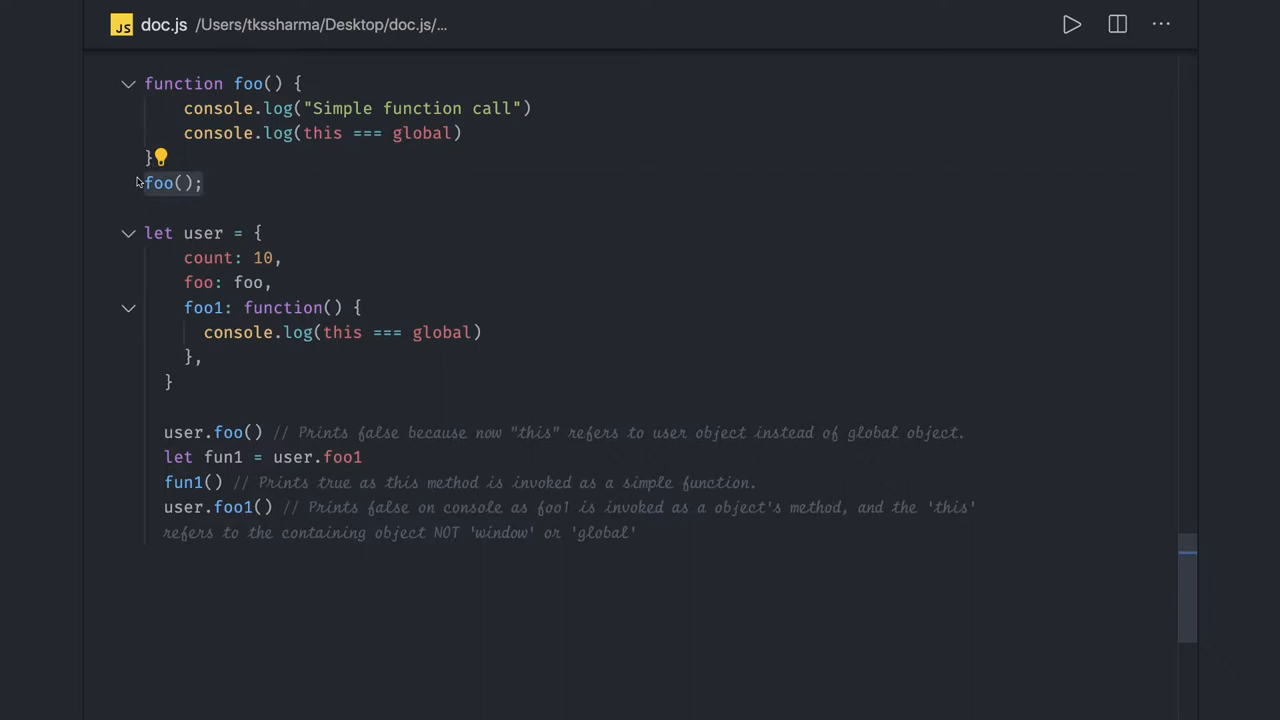 JS doc.js /Users/tkssharma/Desktop/doc.js/...
function foo() {
console.log("Simple function call")
console.log(this === global)
}
foo();
let user = {
count: 10,
foo: foo,
foo1: function() {
console.log(this === global)
},
}
user.foo() // Prints false because now "this" refers to user object instead of global object.
let fun1 = user.foo1
fun1() // Prints true as this method is invoked as a simple function.
user.foo1() // Prints false on console as foo1 is invoked as a object's method, and the 'this'
refers to the containing object NOT 'window' or 'global'